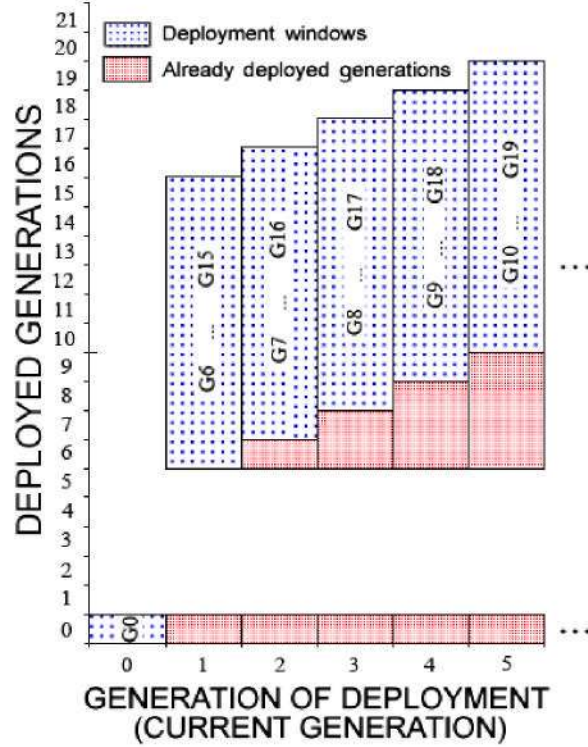 Deployment windows
Already deployed generations
DEPLOYED GENERATIONS
21
20
19
18
17
16
15
14
13
12
11
10
9
8
7
6
5
4
3
2
1
0
G0
G6 ... G15
G7 ... G16
G8 ... G17
G9 ... G18
G10 ... G19
...
...
0 1 2 3 4 5
GENERATION OF DEPLOYMENT
(CURRENT GENERATION)